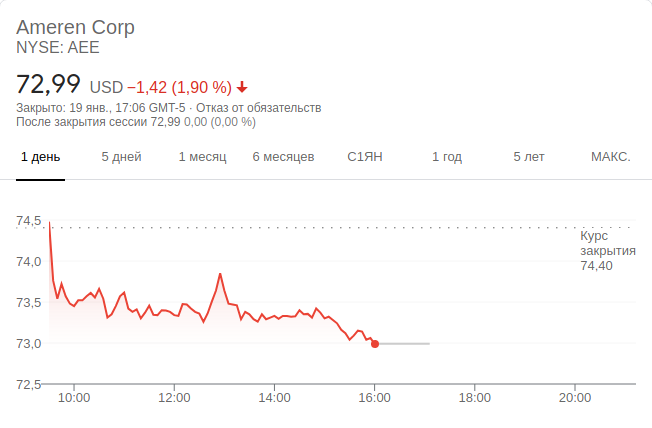 Ameren Corp
NYSE: AEE
72,99 USD −1,42 (1,90 %)
Закрыто: 19 янв., 17:06 GMT-5 · Отказ от обязательств
После закрытия сессии 72,99 0,00 (0,00 %)
1 день 5 дней 1 месяц 6 месяцев С1ЯН 1 год 5 лет МАКС.
74,5
Курс
закрытия
74,40
74,0
73,5
73,0
72,5
10:00 12:00 14:00 16:00 18:00 20:00